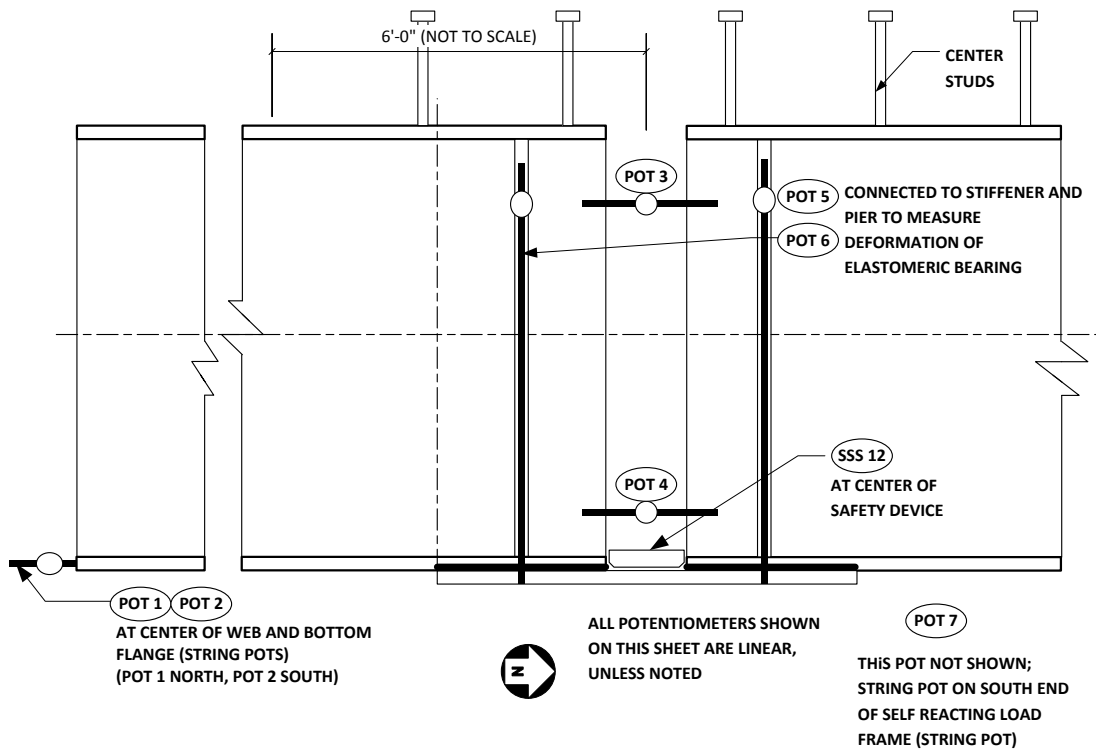 6'-0" (NOT TO SCALE)
CENTER
STUDS
POT 3
POT 5
CONNECTED TO STIFFENER AND
PIER TO MEASURE
DEFORMATION OF
ELASTOMERIC BEARING
POT 6
SSS 12
AT CENTER OF
SAFETY DEVICE
POT 4
POT 1
POT 2
AT CENTER OF WEB AND BOTTOM
FLANGE (STRING POTS)
(POT 1 NORTH, POT 2 SOUTH)
N
ALL POTENTIOMETERS SHOWN
ON THIS SHEET ARE LINEAR,
UNLESS NOTED
POT 7
THiS POT NOT SHOWN;
STRING POT ON SOUTH END
OF SELF REACTING LOAD
FRAME (STRING POT)